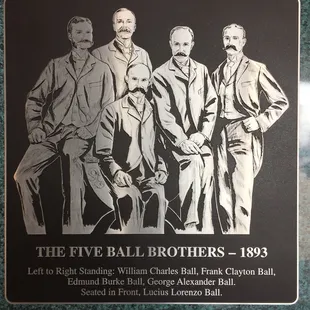 THE FIVE BALL BROTHERS – 1893
Left to Right Standing: William Charles Ball, Frank Clayton Ball,
Edmund Burke Ball, George Alexander Ball.
Seated in Front, Lucius Lorenzo Ball.